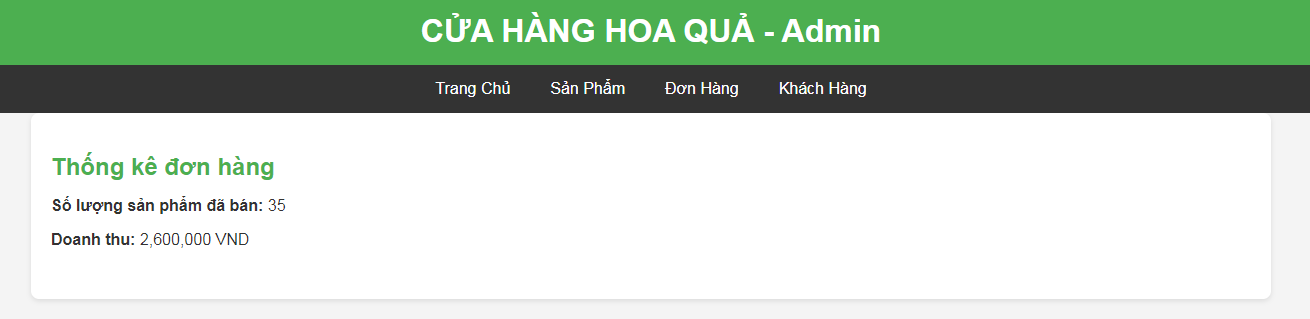 CỬA HÀNG HOA QUẢ - Admin
Trang Chủ Sản Phẩm Đơn Hàng Khách Hàng
Thống kê đơn hàng
Số lượng sản phẩm đã bán: 35
Doanh thu: 2,600,000 VND